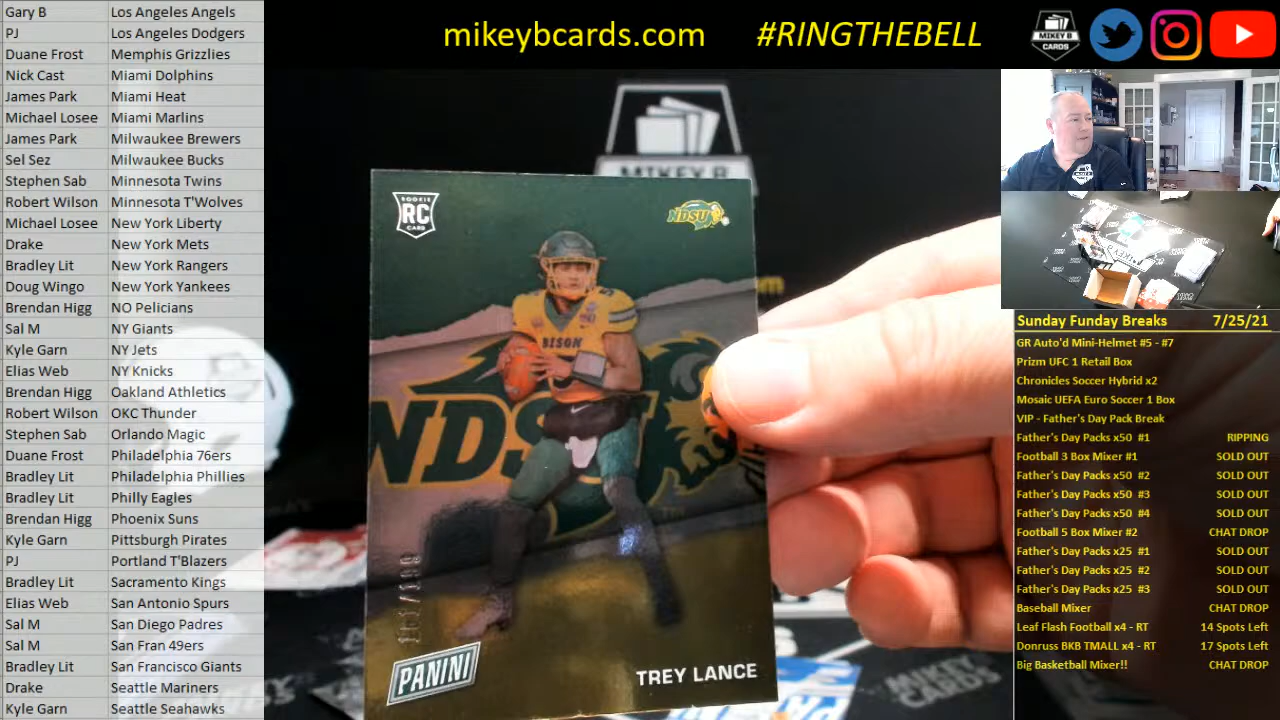 Gary B Los Angeles Angels
PJ Los Angeles Dodgers
Duane Frost Memphis Grizzlies
Nick Cast Miami Dolphins
James Park Miami Heat
Michael Losee Miami Marlins
James Park Milwaukee Brewers
Sel Sez Milwaukee Bucks
Stephen Sab Minnesota Twins
Robert Wilson Minnesota T'Wolves
Michael Losee New York Liberty
Drake New York Mets
Bradley Lit New York Rangers
Doug Wingo New York Yankees
Brendan Higg NO Pelicians
Sal M NY Giants
Kyle Garn NY Jets
Elias Web NY Knicks
Brendan Higg Oakland Athletics
Robert Wilson OKC Thunder
Stephen Sab Orlando Magic
Duane Frost Philadelphia 76ers
Bradley Lit Philadelphia Phillies
Bradley Lit Philly Eagles
Brendan Higg Phoenix Suns
Kyle Garn Pittsburgh Pirates
PJ Portland T'Blazers
Bradley Lit Sacramento Kings
Elias Web San Antonio Spurs
Sal M San Diego Padres
Sal M San Fran 49ers
Bradley Lit San Francisco Giants
Drake Seattle Mariners
Kyle Garn Seattle Seahawks
mikeybcards.com #RINGTHEBELL
MIKEY B
CARDS
MIKEY B
ROOKIE
RC
CARD
NDSU
BISON
NDSU
PANINI
TREY LANCE
Sunday Funday Breaks 7/25/21
GR Auto'd Mini-Helmet #5 - #7
Prizm UFC 1 Retail Box
Chronicles Soccer Hybrid x2
Mosaic UEFA Euro Soccer 1 Box
VIP - Father's Day Pack Break
Father's Day Packs x50 #1 RIPPING
Football 3 Box Mixer #1 SOLD OUT
Father's Day Packs x50 #2 SOLD OUT
Father's Day Packs x50 #3 SOLD OUT
Father's Day Packs x50 #4 SOLD OUT
Football 5 Box Mixer #2 CHAT DROP
Father's Day Packs x25 #1 SOLD OUT
Father's Day Packs x25 #2 SOLD OUT
Father's Day Packs x25 #3 SOLD OUT
Baseball Mixer CHAT DROP
Leaf Flash Football x4 - RT 14 Spots Left
Donruss BKB TMALL x4 - RT 17 Spots Left
Big Basketball Mixer!! CHAT DROP
MIKEY
CARDS